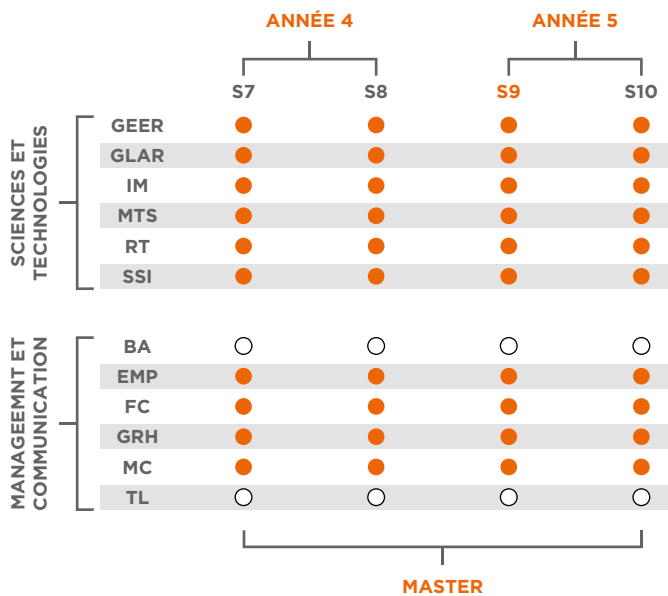 ANNÉE 4
ANNÉE 5
S7
S8
S9
S10
SCIENCES ET
TECHNOLOGIES
GEER
GLAR
IM
MTS
RT
SSI
MANAGEEMNT ET
COMMUNICATION
BA
EMP
FC
GRH
MC
TL
MASTER